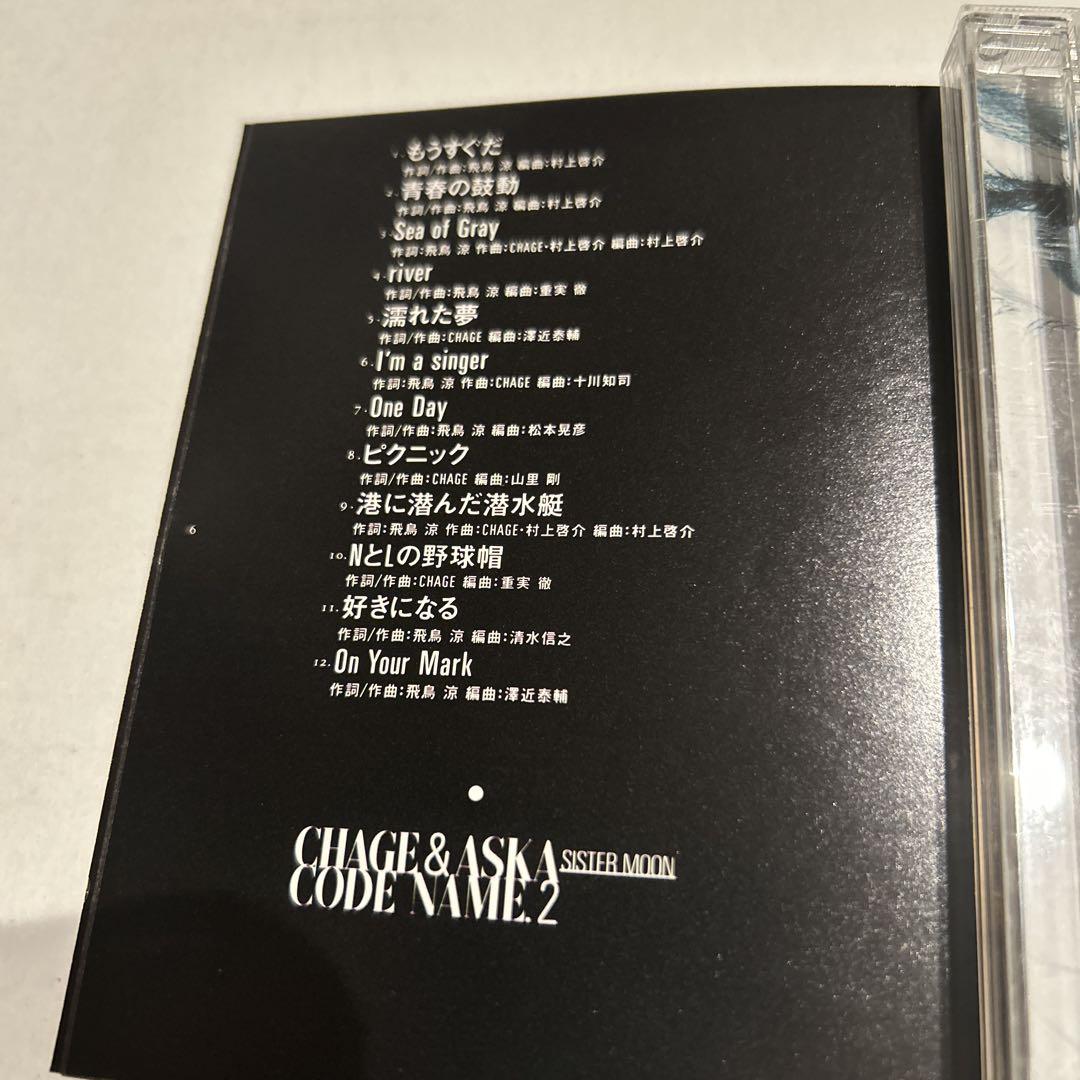 1.もうすぐだ
作詞/作曲:飛鳥 涼 編曲:村上啓介
2.青春の鼓動
作詞/作曲:飛鳥 涼 編曲:村上啓介
3.Sea of Gray
作詞:飛鳥 涼 作曲:CHAGE・村上啓介 編曲:村上啓介
4.river
作詞/作曲:飛鳥 涼 編曲:重実 徹
5.濡れた夢
作詞/作曲:CHAGE 編曲:澤近泰輔
6.I'm a singer
作詞:飛鳥 涼 作曲:CHAGE 編曲:十川知司
7.One Day
作詞/作曲:飛鳥 涼 編曲:松本晃彦
8.ピクニック
作詞/作曲:CHAGE 編曲:山里 剛
9.港に潜んだ潜水艇
作詞:飛鳥 涼 作曲:CHAGE・村上啓介 編曲:村上啓介
10.NとLの野球帽
作詞/作曲:CHAGE 編曲:重実 徹
11.好きになる
作詞/作曲:飛鳥 涼 編曲:清水信之
12.On Your Mark
作詞/作曲:飛鳥 涼 編曲:澤近泰輔
6
CHAGE&ASKA SISTER MOON
CODE NAME.2